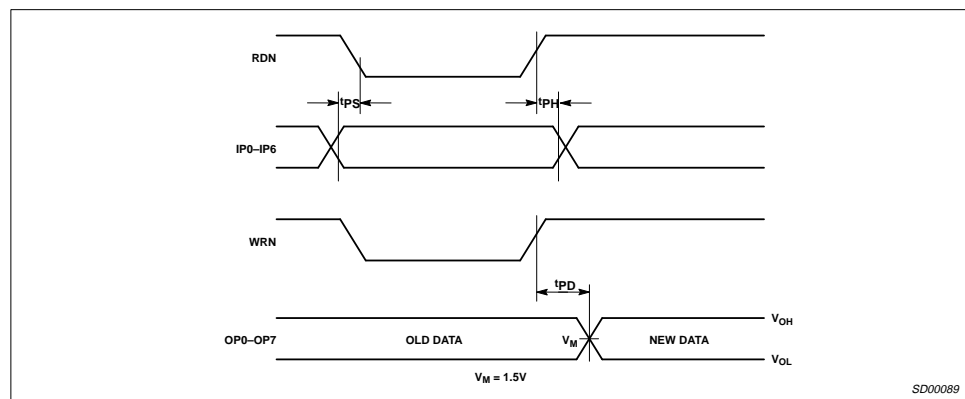 RDN
tPS
tPH
IP0–IP6
WRN
tPD
VOH
OP0–OP7 OLD DATA VM NEW DATA
VOL
VM = 1.5V
SD00089